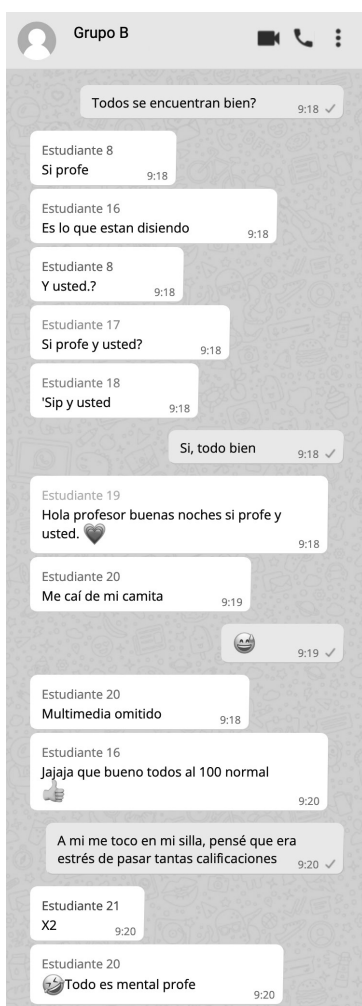 Grupo B
Todos se encuentran bien?
9:18
Estudiante 8
Si profe
9:18
Estudiante 16
Es lo que estan disiendo
9:18
Estudiante 8
Y usted.?
9:18
Estudiante 17
Si profe y usted?
9:18
Estudiante 18
'Sip y usted
9:18
Si, todo bien
9:18
Estudiante 19
Hola profesor buenas noches si profe y
usted.
9:18
Estudiante 20
Me caí de mi camita
9:19
9:19
Estudiante 20
Multimedia omitido
9:18
Estudiante 16
Jajaja que bueno todos al 100 normal
9:20
A mi me toco en mi silla, pensé que era
estrés de pasar tantas calificaciones
9:20
Estudiante 21
X2
9:20
Estudiante 20
Todo es mental profe
9:20